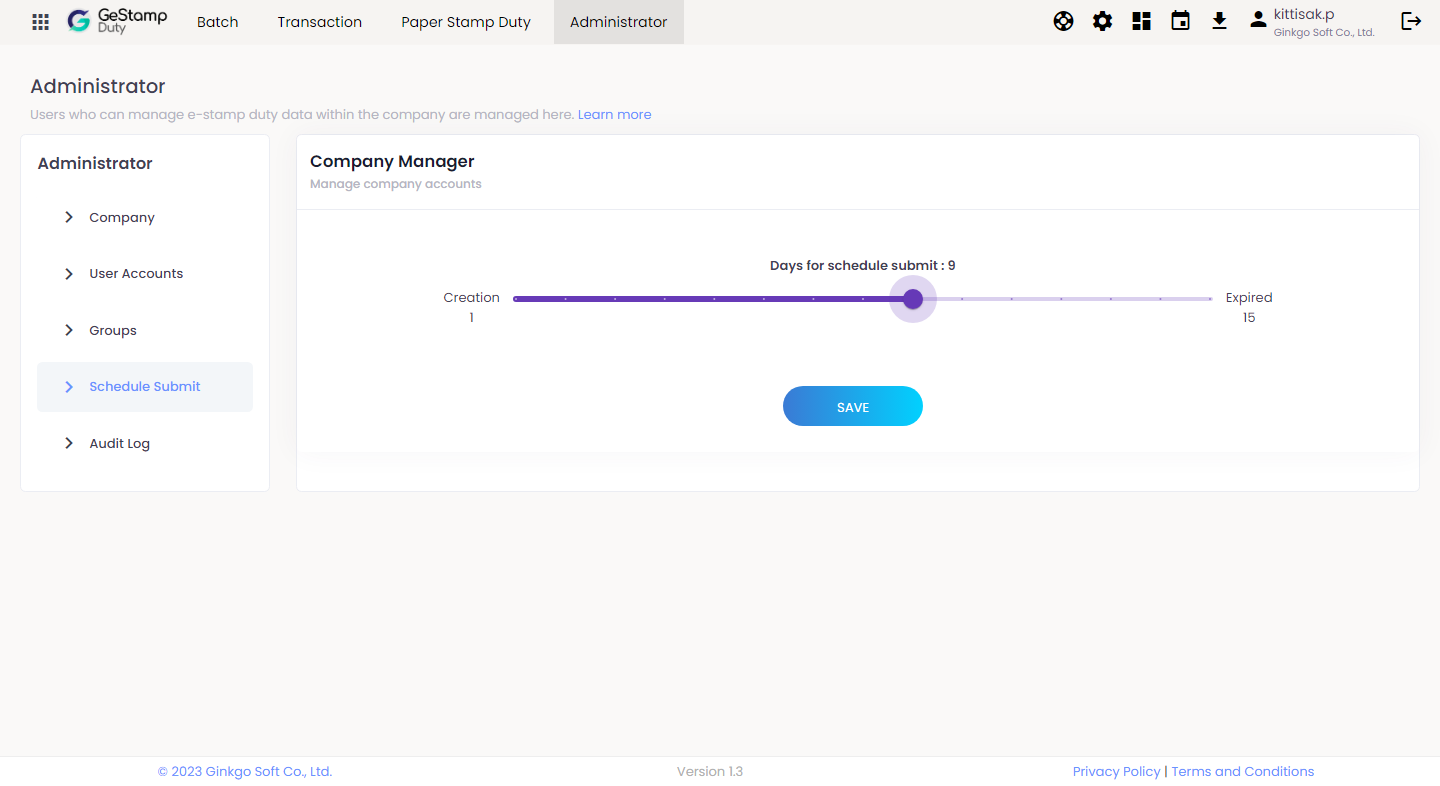 GeStamp
Duty
Batch
Transaction
Paper Stamp Duty
Administrator
kittisak.p
Ginkgo Soft Co., Ltd.
Administrator
Users who can manage e-stamp duty data within the company are managed here. Learn more
Administrator
Company
User Accounts
Groups
Schedule Submit
Audit Log
Company Manager
Manage company accounts
Days for schedule submit : 9
Creation
1
Expired
15
SAVE
© 2023 Ginkgo Soft Co., Ltd.
Version 1.3
Privacy Policy | Terms and Conditions